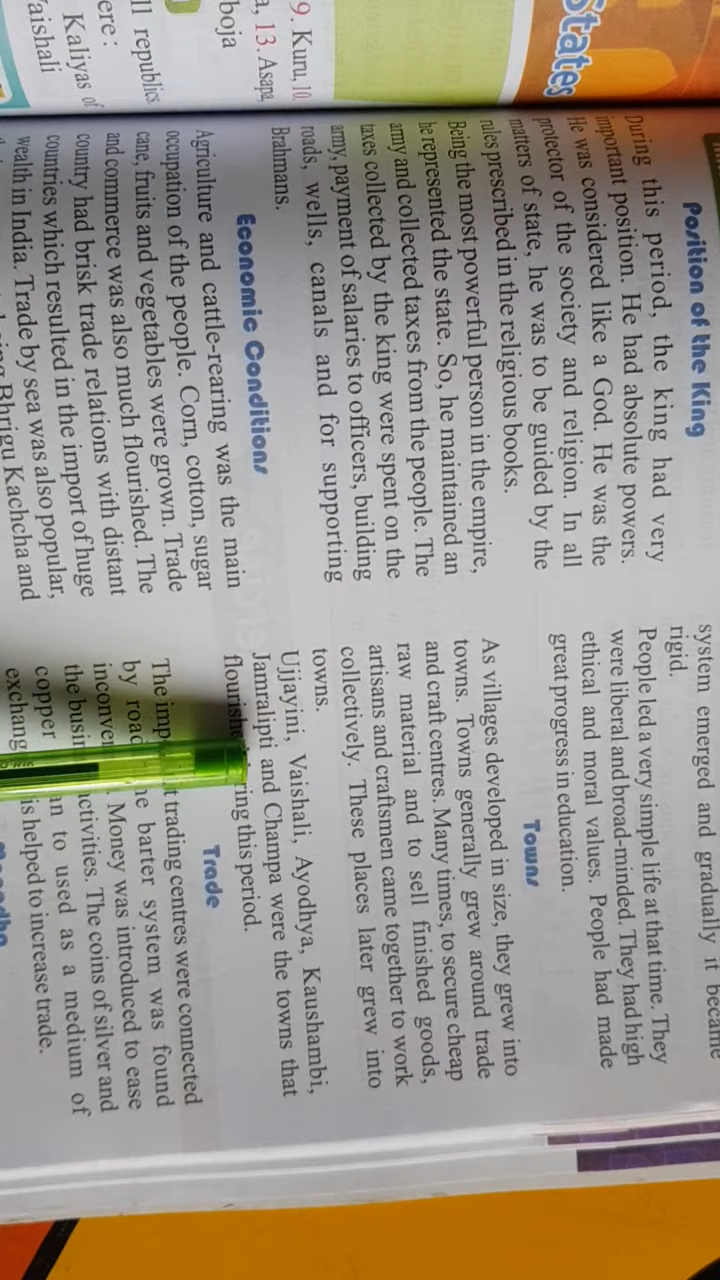 States
9. Kuru, 10.
a, 13. Asapa,
boja
ll republics
ere :
Kaliyas of
Vaishali
Position of the King
During this period, the king had very
important position. He had absolute powers.
He was considered like a God. He was the
protector of the society and religion. In all
matters of state, he was to be guided by the
rules prescribed in the religious books.
Being the most powerful person in the empire,
he represented the state. So, he maintained an
army and collected taxes from the people. The
taxes collected by the king were spent on the
army, payment of salaries to officers, building
roads, wells, canals and for supporting
Brahmans.
Economic Conditions
Agriculture and cattle-rearing was the main
occupation of the people. Corn, cotton, sugar
cane, fruits and vegetables were grown. Trade
and commerce was also much flourished. The
country had brisk trade relations with distant
countries which resulted in the import of huge
wealth in India. Trade by sea was also popular,
Bhrigu Kachcha and
system emerged and gradually it became
rigid.
People led a very simple life at that time. They
were liberal and broad-minded. They had high
ethical and moral values. People had made
great progress in education.
Towns
As villages developed in size, they grew into
towns. Towns generally grew around trade
and craft centres. Many times, to secure cheap
raw material and to sell finished goods,
artisans and craftsmen came together to work
collectively. These places later grew into
towns.
Ujjayini, Vaishali, Ayodhya, Kaushambi,
Jamralipti and Champa were the towns that
flourished ring this period.
Trade
The imp t trading centres were connected
by road he barter system was found
inconve . Money was introduced to ease
the busin activities. The coins of silver and
copper an to used as a medium of
exchang is helped to increase trade.